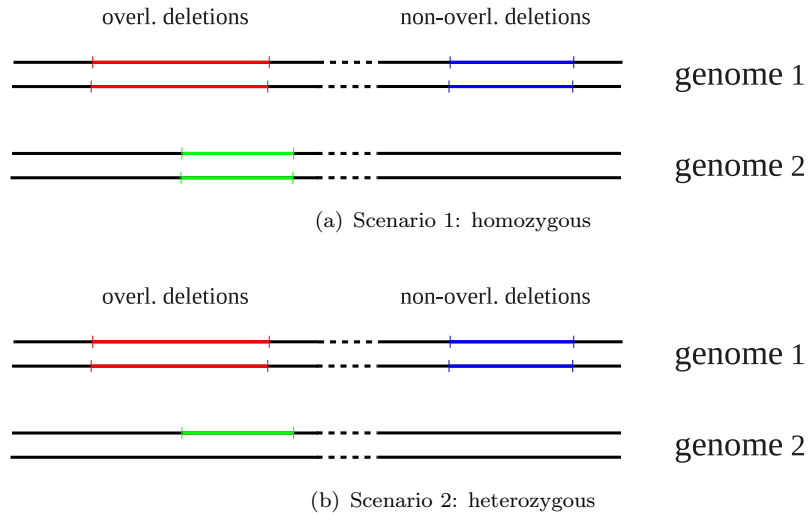 overl. deletions non-overl. deletions
genome 1
genome 2
(a) Scenario 1: homozygous
overl. deletions non-overl. deletions
genome 1
genome 2
(b) Scenario 2: heterozygous